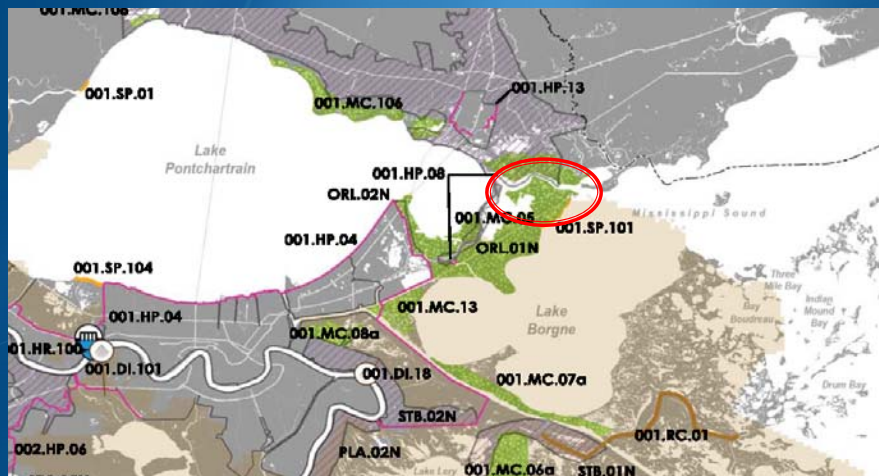 001.MC.108
001.SP.01
001.HP.13
001.MC.106
Lake
Pontchartrain
001.HP.08
ORL.02N
001.MC.05
001.HP.04
ORL.01N
001.SP.101
Mississippi Sound
001.SP.104
Three
Mile Bay
Indian
Mound
Bay
Bay
Boudreau
001.MC.13
Lake
Borgne
001.HP.04
001.MC.08a
001.HR.100
001.DI.101
001.DI.18
001.MC.07a
Drum Bay
STB.02N
002.HP.06
PLA.02N
001.RC.01
Lake Lery
001.MC.06a
STB.01N